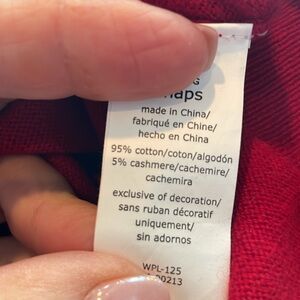 made in China/
fabriqué en Chine/
hecho en China
95% cotton/coton/algodón
5% cashmere/cachemire/
cachemira
exclusive of decoration/
sans ruban décoratif
uniquement/
sin adornos
WPL-125
00213